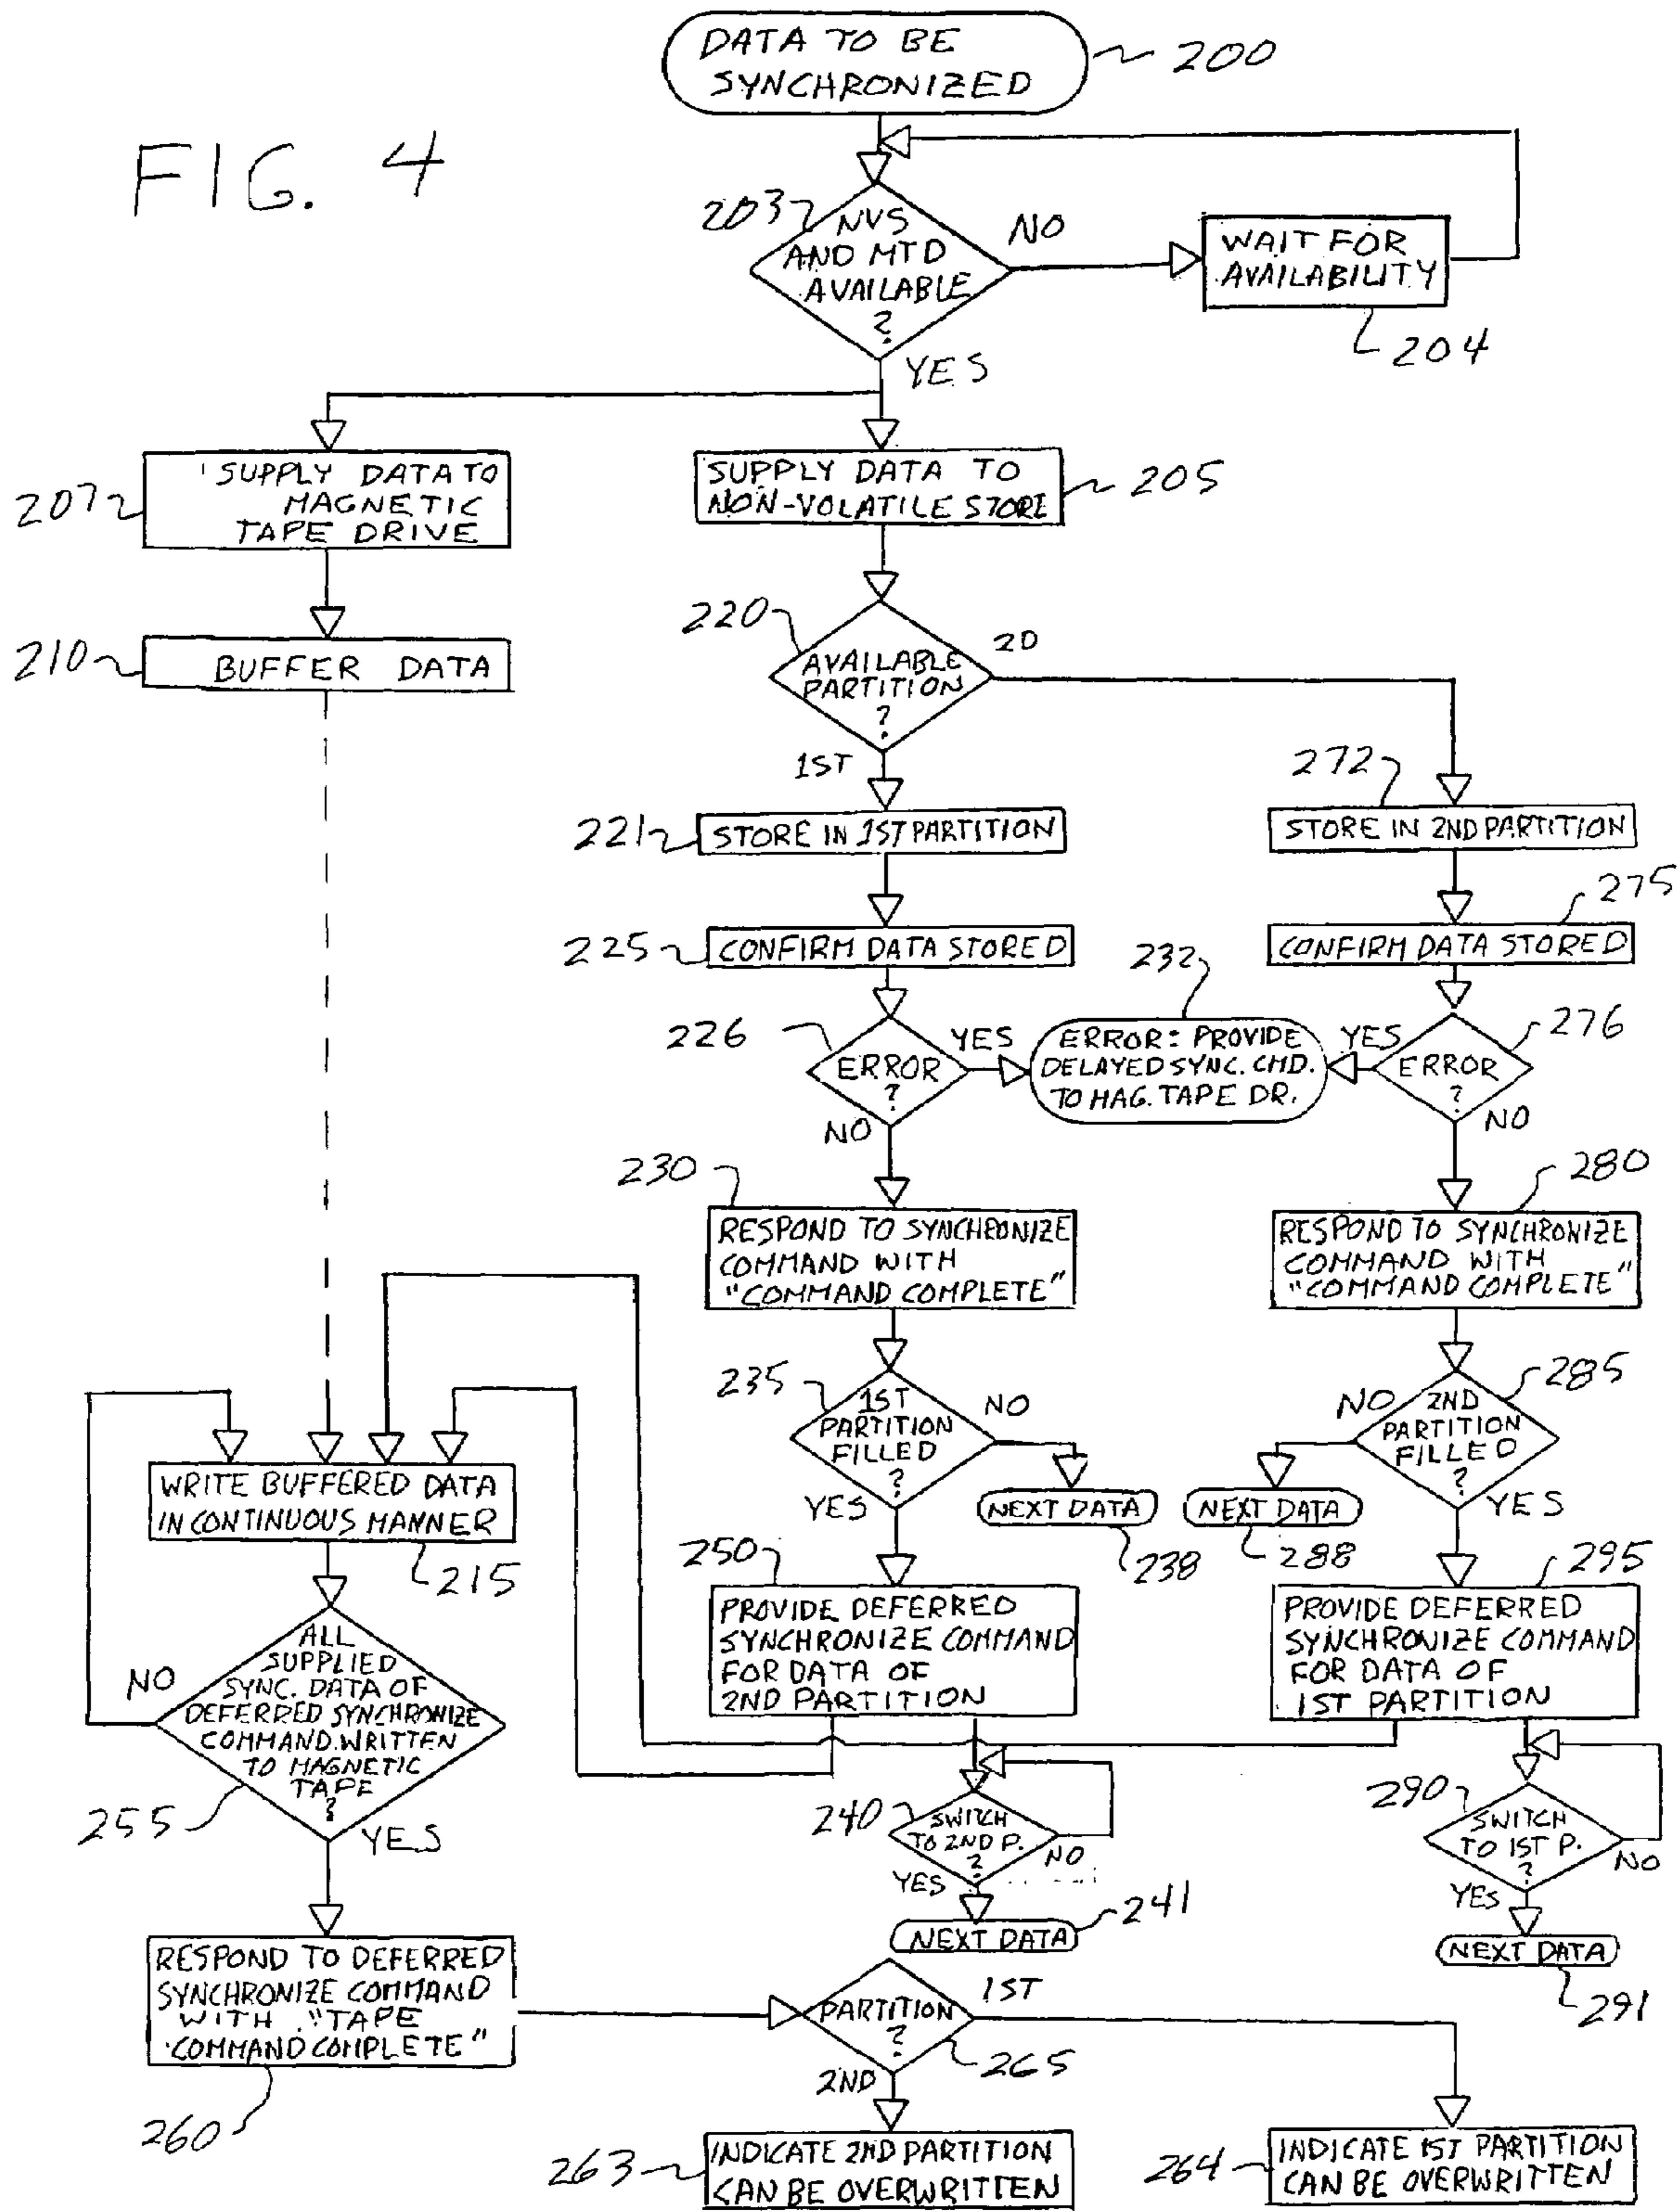 FIG. 4
DATA TO BE
SYNCHRONIZED
200
203
NVS
AND MTD
AVAILABLE
?
NO
WAIT FOR
AVAILABILITY
204
YES
207
SUPPLY DATA TO
MAGNETIC
TAPE DRIVE
SUPPLY DATA TO
NON-VOLATILE STORE
205
210
BUFFER DATA
220
AVAILABLE
PARTITION
?
2D
1ST
221
STORE IN 1ST PARTITION
272
STORE IN 2ND PARTITION
225
CONFIRM DATA STORED
275
CONFIRM DATA STORED
226
ERROR
?
YES
NO
232
ERROR: PROVIDE
DELAYED SYNC. CMD.
TO MAG. TAPE DR.
YES
ERROR
?
276
NO
230
RESPOND TO SYNCHRONIZE
COMMAND WITH
"COMMAND COMPLETE"
280
RESPOND TO SYNCHRONIZE
COMMAND WITH
"COMMAND COMPLETE"
235
1ST
PARTITION
FILLED
?
NO
YES
NEXT DATA
238
285
NO
2ND
PARTITION
FILLED
?
YES
NEXT DATA
288
WRITE BUFFERED DATA
IN CONTINUOUS MANNER
215
250
PROVIDE DEFERRED
SYNCHRONIZE COMMAND
FOR DATA OF
2ND PARTITION
295
PROVIDE DEFERRED
SYNCHRONIZE COMMAND
FOR DATA OF
1ST PARTITION
NO
ALL
SUPPLIED
SYNC. DATA OF
DEFERRED SYNCHRONIZE
COMMAND WRITTEN
TO MAGNETIC
TAPE
?
255
YES
240
SWITCH
TO 2ND P.
?
NO
YES
NEXT DATA
241
290
SWITCH
TO 1ST P.
?
NO
YES
NEXT DATA
291
RESPOND TO DEFERRED
SYNCHRONIZE COMMAND
WITH "TAPE
COMMAND COMPLETE"
260
PARTITION
?
1ST
265
2ND
263
INDICATE 2ND PARTITION
CAN BE OVERWRITTEN
264
INDICATE 1ST PARTITION
CAN BE OVERWRITTEN